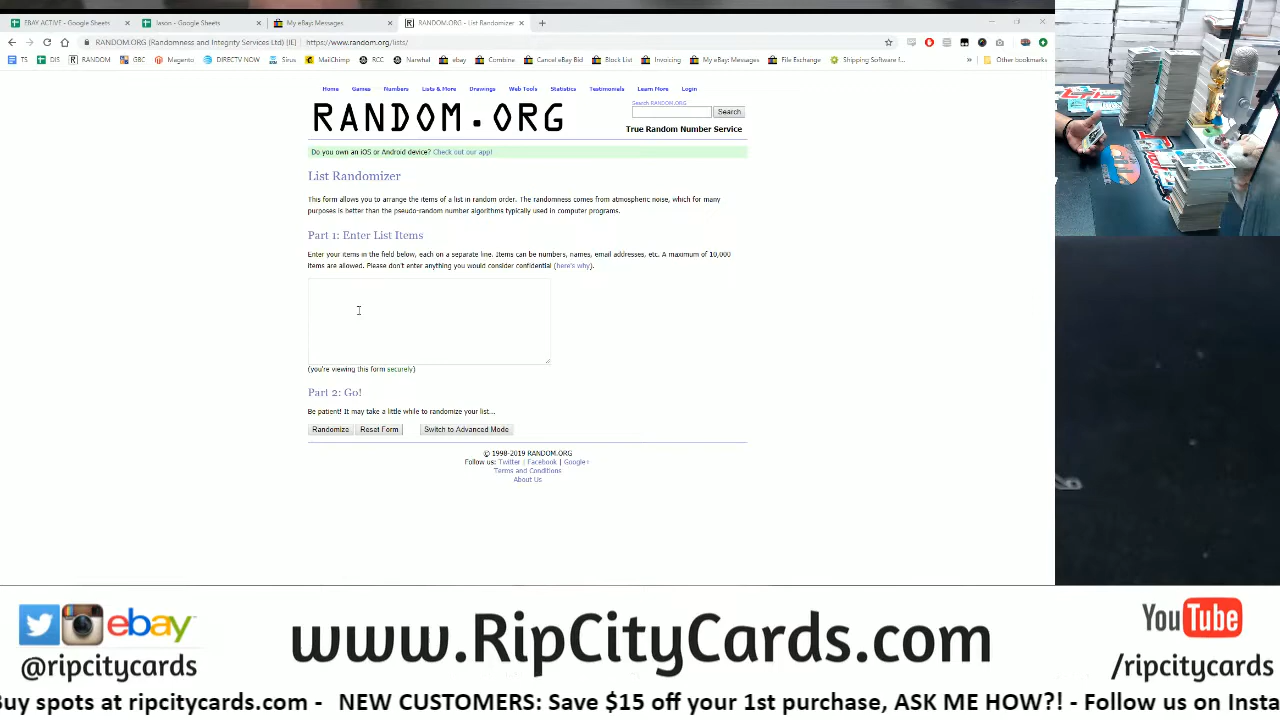 EBAY ACTIVE - Google Sheets
Jason - Google Sheets
My eBay: Messages
RANDOM.ORG - List Randomizer
RANDOM.ORG (Randomness and Integrity Services Ltd) [IE] | https://www.random.org/lists/
TS DIS RANDOM GBC Magento DIRECTV NOW Sirus MailChimp RCC Narwhal ebay Combine Cancel eBay Bid Block List Invoicing My eBay: Messages File Exchange Shipping Software f... » Other bookmarks
Home Games Numbers Lists & More Drawings Web Tools Statistics Testimonials Learn More Login
RANDOM.ORG
Search RANDOM.ORG
Search
True Random Number Service
Do you own an iOS or Android device? Check out our app!
List Randomizer
This form allows you to arrange the items of a list in random order. The randomness comes from atmospheric noise, which for many
purposes is better than the pseudo-random number algorithms typically used in computer programs.
Part 1: Enter List Items
Enter your items in the field below, each on a separate line. Items can be numbers, names, email addresses, etc. A maximum of 10,000
items are allowed. Please don't enter anything you would consider confidential (here's why).
(you're viewing this form securely)
Part 2: Go!
Be patient! It may take a little while to randomize your list...
Randomize Reset Form Switch to Advanced Mode
© 1998-2019 RANDOM.ORG
Follow us: Twitter | Facebook | Google+
Terms and Conditions
About Us
ebay
@ripcitycards
www.RipCityCards.com
YouTube
/ripcitycards
Buy spots at ripcitycards.com - NEW CUSTOMERS: Save $15 off your 1st purchase, ASK ME HOW?! - Follow us on Insta